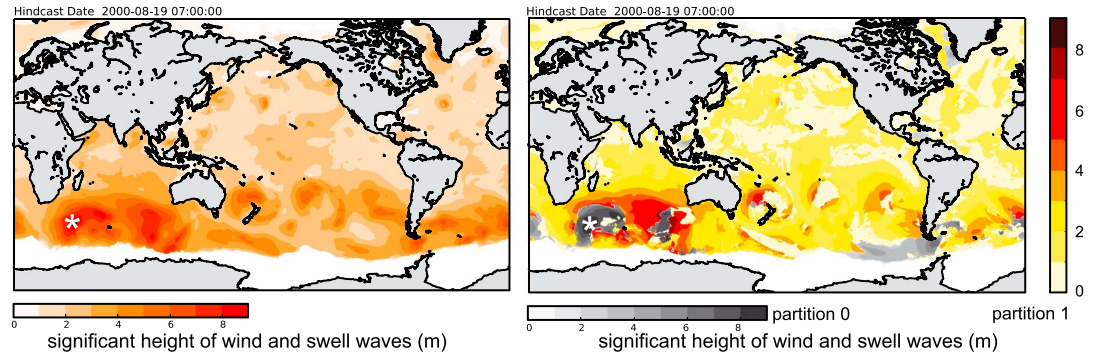 Hindcast Date 2000-08-19 07:00:00
*
0 2 4 6 8
significant height of wind and swell waves (m)
Hindcast Date 2000-08-19 07:00:00
*
8
6
4
2
0
0 2 4 6 8
partition 0
partition 1
significant height of wind and swell waves (m)